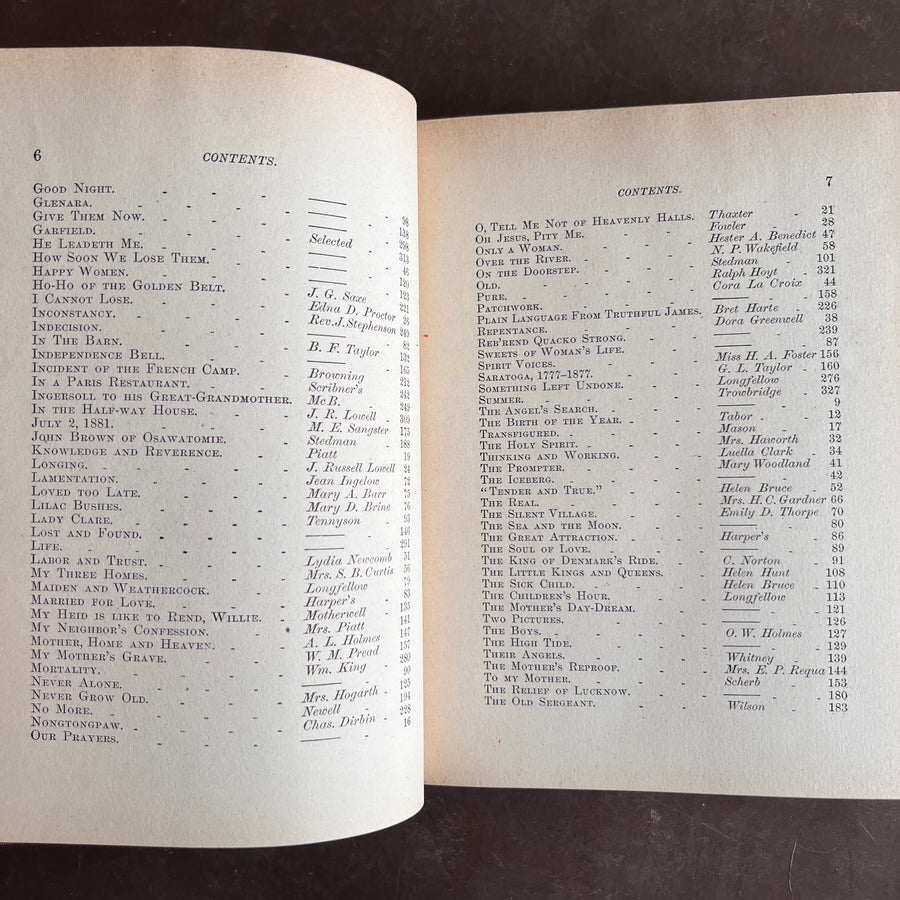 6 CONTENTS.
GOOD NIGHT. —— 98
GLENARA. —— 138
GIVE THEM NOW. —— 298
GARFIELD. Selected 313
HE LEADETH ME. —— 46
HOW SOON WE LOSE THEM. —— 120
HAPPY WOMEN. —— 123
HO-HO OF THE GOLDEN BELT. J. G. Saxe 221
I CANNOT LOSE. Edna D. Proctor 26
INCONSTANCY. Rev. J. Stephenson 249
INDECISION. —— 82
IN THE BARN. B. F. Taylor 132
INDEPENDENCE BELL. —— 165
INCIDENT OF THE FRENCH CAMP. Browning 212
IN A PARIS RESTAURANT. Scribner's 242
INGERSOLL TO HIS GREAT-GRANDMOTHER. McB. 249
IN THE HALF-WAY HOUSE. J. R. Lowell 309
JULY 2, 1881. M. E. Sangster 175
JOHN BROWN OF OSAWATOMIE. Stedman 188
KNOWLEDGE AND REVERENCE. Piatt 19
LONGING. J. Russell Lowell 24
LAMENTATION. Jean Ingelow 72
LOVED TOO LATE. Mary A. Barr 75
LILAC BUSHES. Mary D. Brine 76
LADY CLARE. Tennyson 93
LOST AND FOUND. —— 146
LIFE. —— 291
LABOR AND TRUST. Lydia Newcomb 51
MY THREE HOMES. Mrs. S. B. Curtis 56
MAIDEN AND WEATHERCOCK. Longfellow 79
MARRIED FOR LOVE. Harper's 83
MY HEID IS LIKE TO REND, WILLIE. Motherwell 135
MY NEIGHBOR'S CONFESSION. Mrs. Piatt 141
MOTHER, HOME AND HEAVEN. A. L. Holmes 147
MY MOTHER'S GRAVE. W. M. Pread 157
MORTALITY. Wm. King 280
NEVER ALONE. —— 90
NEVER GROW OLD. Mrs. Hogarth 125
NO MORE. Newell 194
NONGTONGPAW. Chas. Dirbin 228
OUR PRAYERS. —— 16
CONTENTS. 7
O, TELL ME NOT OF HEAVENLY HALLS. Thaxter 21
OH JESUS, PITY ME. Fowler 28
ONLY A WOMAN. Hester A. Benedict 47
OVER THE RIVER. N. P. Wakefield 58
ON THE DOORSTEP. Stedman 101
OLD. Ralph Hoyt 321
PURE. Cora La Croix 44
PATCHWORK. —— 158
PLAIN LANGUAGE FROM TRUTHFUL JAMES. Bret Harte 226
REPENTANCE. Dora Greenwell 38
REB'REND QUACKO STRONG. —— 239
SWEETS OF WOMAN'S LIFE. —— 87
SPIRIT VOICES. Miss H. A. Foster 156
SARATOGA, 1777–1877. G. L. Taylor 160
SOMETHING LEFT UNDONE. Longfellow 276
SUMMER. Trowbridge 327
THE ANGEL'S SEARCH. —— 9
THE BIRTH OF THE YEAR. Tabor 12
TRANSFIGURED. Mason 17
THE HOLY SPIRIT. Mrs. Haworth 32
THINKING AND WORKING. Luella Clark 34
THE PROMPTER. Mary Woodland 41
THE ICEBERG. —— 42
"TENDER AND TRUE." Helen Bruce 52
THE REAL. Mrs. H. C. Gardner 66
THE SILENT VILLAGE. Emily D. Thorpe 70
THE SEA AND THE MOON. —— 80
THE GREAT ATTRACTION. Harper's 86
THE SOUL OF LOVE. —— 89
THE KING OF DENMARK'S RIDE. C. Norton 91
THE LITTLE KINGS AND QUEENS. Helen Hunt 108
THE SICK CHILD. Helen Bruce 110
THE CHILDREN'S HOUR. Longfellow 113
THE MOTHER'S DAY-DREAM. —— 121
TWO PICTURES. —— 126
THE BOYS. O. W. Holmes 127
THE HIGH TIDE. —— 129
THEIR ANGELS. Whitney 139
THE MOTHER'S REPROOF. Mrs. E. P. Requa 144
TO MY MOTHER. Scherb 153
THE RELIEF OF LUCKNOW. —— 180
THE OLD SERGEANT. Wilson 183